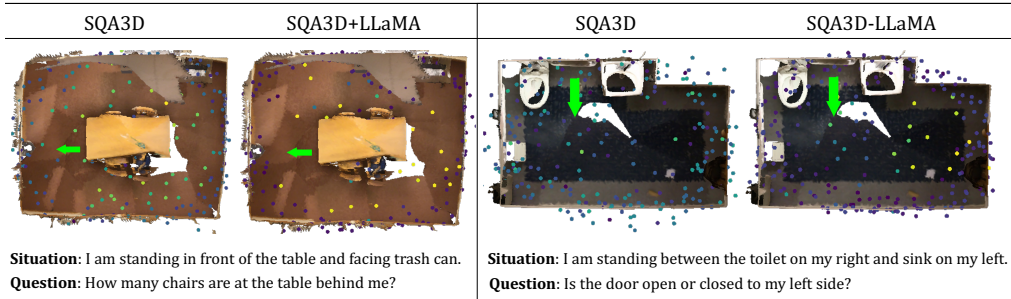 SQA3D
SQA3D+LLaMA
SQA3D
SQA3D-LLaMA
Situation: I am standing in front of the table and facing trash can.
Question: How many chairs are at the table behind me?
Situation: I am standing between the toilet on my right and sink on my left.
Question: Is the door open or closed to my left side?